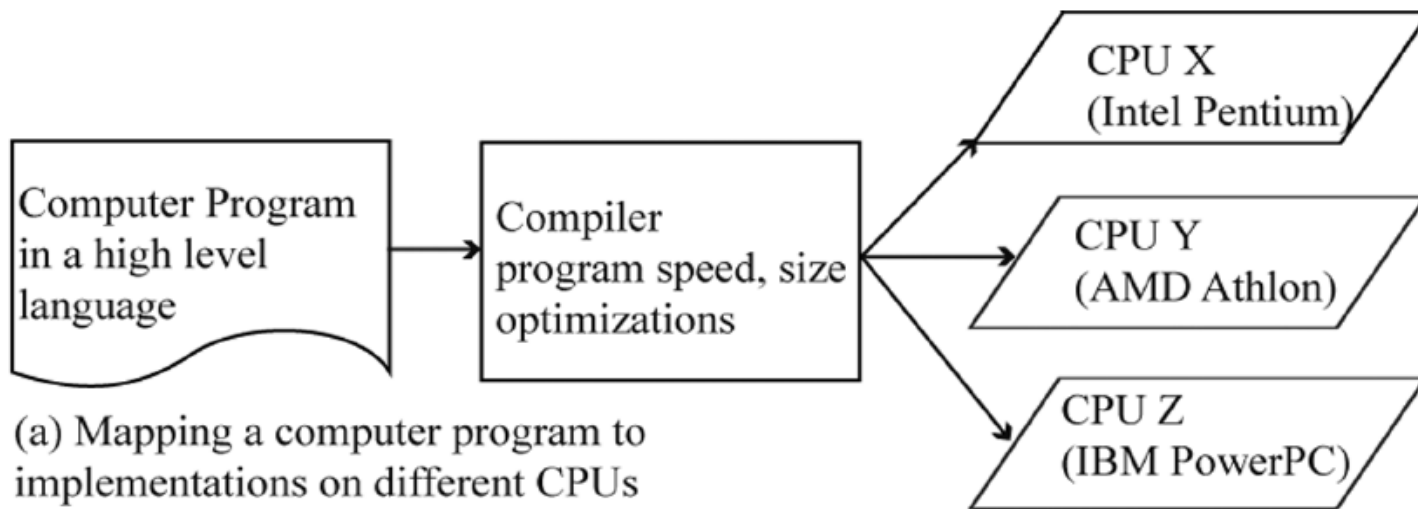 Computer Program
in a high level
language
Compiler
program speed, size
optimizations
CPU X
(Intel Pentium)
CPU Y
(AMD Athlon)
CPU Z
(IBM PowerPC)
(a) Mapping a computer program to
implementations on different CPUs